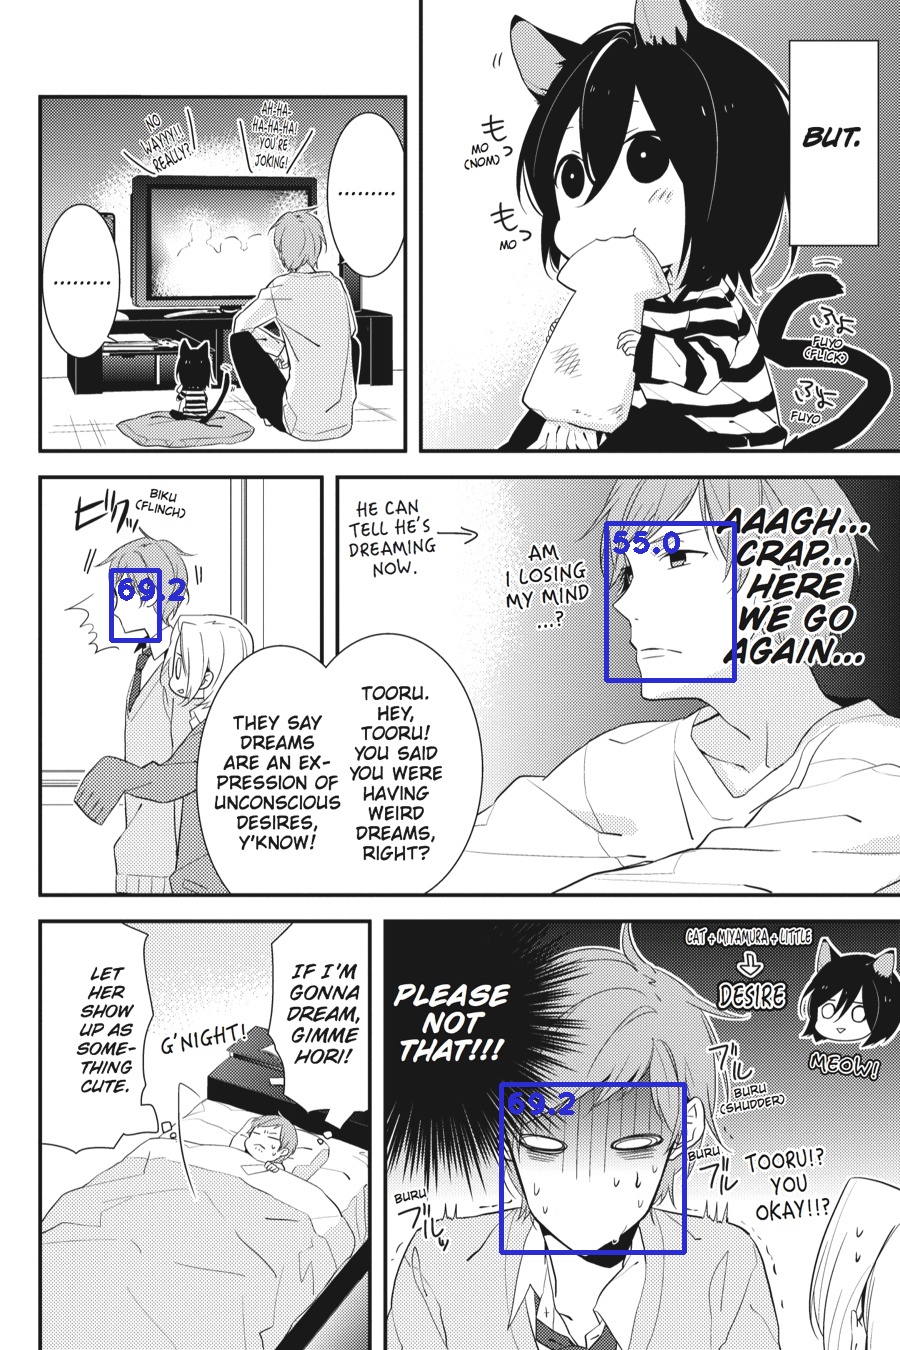 BUT.
も
MO
(NOM)
もっ
MO
ふよ
FUYO
(FLICK)
ふよ
FUYO
AH-HA-
HA-HA-HA!
YOU'RE
JOKING!
NO
WAYYY!!!
REALLY?
..........
..........
AAAGH...
CRAP...
HERE
WE GO
AGAIN...
55.0
AM
I LOSING
MY MIND
...?
HE CAN
TELL HE'S
DREAMING
NOW.
TOORU.
HEY,
TOORU!
YOU SAID
YOU WERE
HAVING
WEIRD
DREAMS,
RIGHT?
THEY SAY
DREAMS
ARE AN EX-
PRESSION OF
UNCONSCIOUS
DESIRES,
Y'KNOW!
ビクッ
BIKU
(FLINCH)
69.2
CAT + MIYAMURA + LITTLE
DESIRE
MEOW!
PLEASE
NOT
THAT!!!
69.2
ブル
BURU
(SHUDDER)
BURU
ブル
BURU
ブルッ
TOORU!?
YOU
OKAY!!?
IF I'M
GONNA
DREAM,
GIMME
HORI!
G'NIGHT!
LET
HER
SHOW
UP AS
SOME-
THING
CUTE.